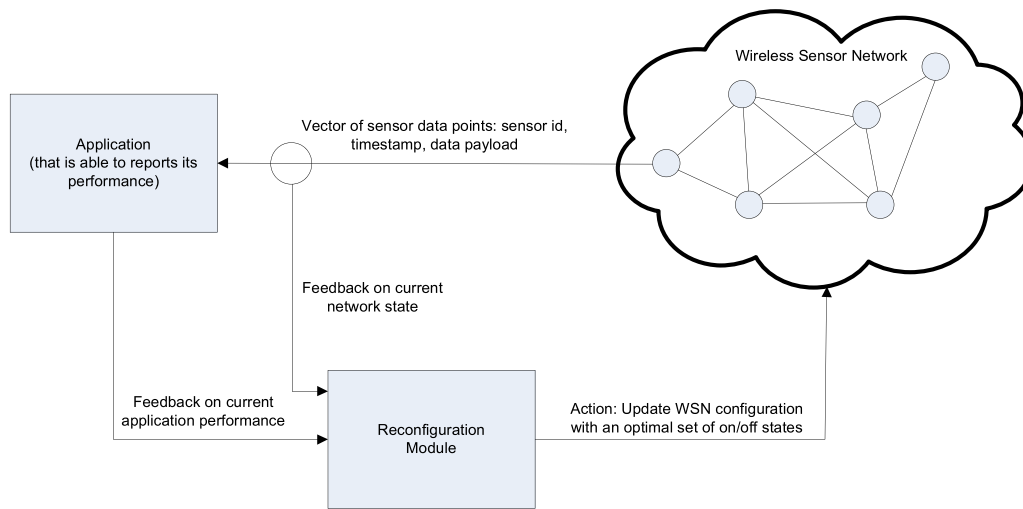 Wireless Sensor Network
Application
(that is able to reports its
performance)
Vector of sensor data points: sensor id,
timestamp, data payload
Feedback on current
network state
Feedback on current
application performance
Reconfiguration
Module
Action: Update WSN configuration
with an optimal set of on/off states